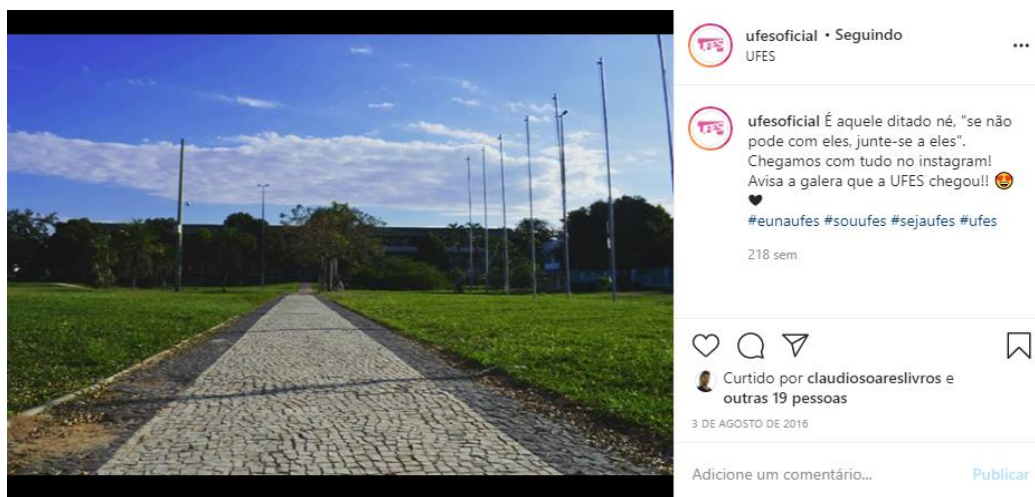 ufesoficial • Seguindo
UFES
ufesoficial É aquele ditado né, "se não
pode com eles, junte-se a eles".
Chegamos com tudo no instagram!
Avisa a galera que a UFES chegou!! 🤩
🖤
#eunaufes #souufes #sejaufes #ufes
218 sem
Curtido por claudiosoareslivros e
outras 19 pessoas
3 DE AGOSTO DE 2016
Adicione um comentário... Publicar